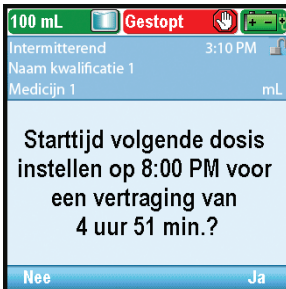 100 mL Gestopt
Intermitterend 3:10 PM
Naam kwalificatie 1
Medicijn 1 mL
Starttijd volgende dosis
instellen op 8:00 PM voor
een vertraging van
4 uur 51 min.?
Nee Ja